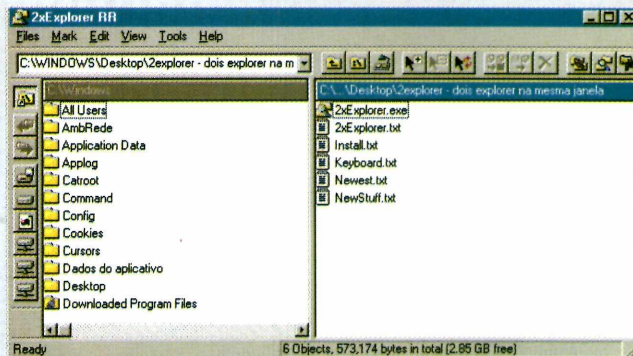 2xExplorer RR
Files Mark Edit View Tools Help
C:\WINDOWS\Desktop\2explorer - dois explorer na m
C:\Windows
C:\...\Desktop\2explorer - dois explorer na mesma janela
All Users
AmbRede
Application Data
Applog
Catroot
Command
Config
Cookies
Cursors
Dados do aplicativo
Desktop
Downloaded Program Files
2xExplorer.exe
2xExplorer.txt
Install.txt
Keyboard.txt
Newest.txt
NewStuff.txt
Ready
6 Objects, 573,174 bytes in total (2.85 GB free)